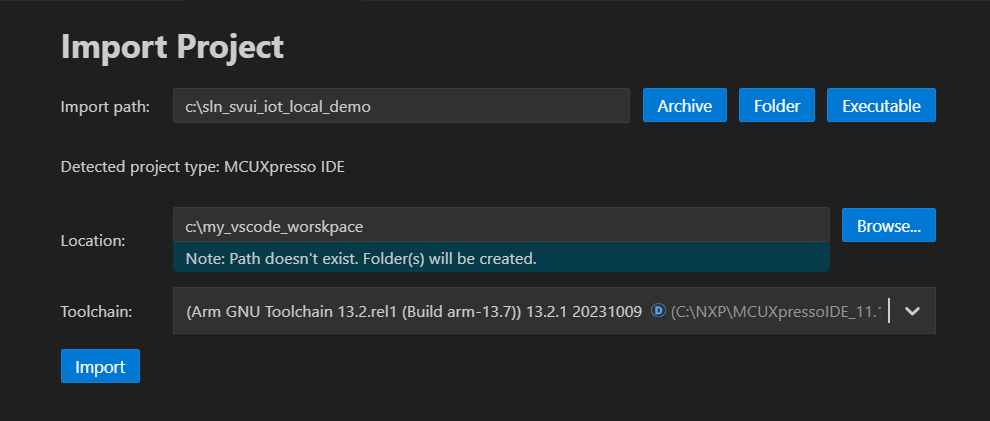 Import Project
Import path: c:\sln_svui_iot_local_demo Archive Folder Executable
Detected project type: MCUXpresso IDE
Location: c:\my_vscode_worskpace Browse...
Note: Path doesn't exist. Folder(s) will be created.
Toolchain: (Arm GNU Toolchain 13.2.rel1 (Build arm-13.7)) 13.2.1 20231009 D (C:\NXP\MCUXpressoIDE_11.
Import